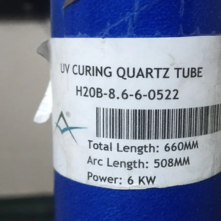 UV CURING QUARTZ TUBE
H20B-8.6-6-0522
Total Length: 660MM
Arc Length: 508MM
Power: 6 KW